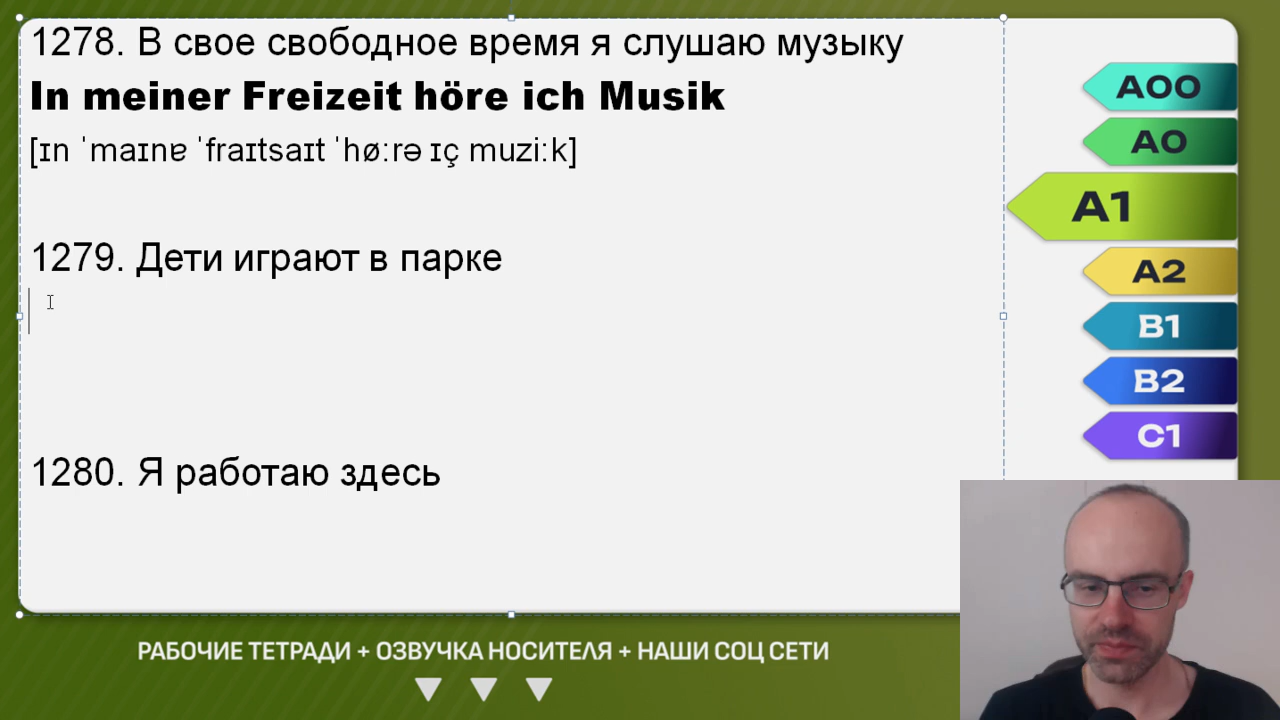 1278. В свое свободное время я слушаю музыку
In meiner Freizeit höre ich Musik
[ɪn ˈmaɪnɐ ˈfraɪtsaɪt ˈhøːrə ɪç muziːk]
1279. Дети играют в парке
1280. Я работаю здесь
A00
A0
A1
A2
B1
B2
C1
РАБОЧИЕ ТЕТРАДИ + ОЗВУЧКА НОСИТЕЛЯ + НАШИ СОЦ СЕТИ